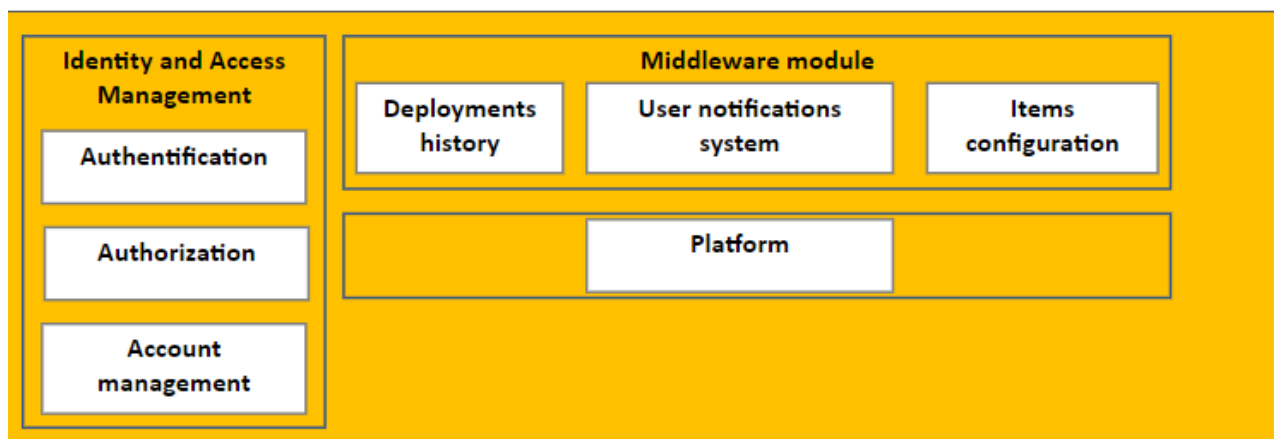 Identity and Access
Management
Authentification
Authorization
Account
management
Middleware module
Deployments
history
User notifications
system
Items
configuration
Platform